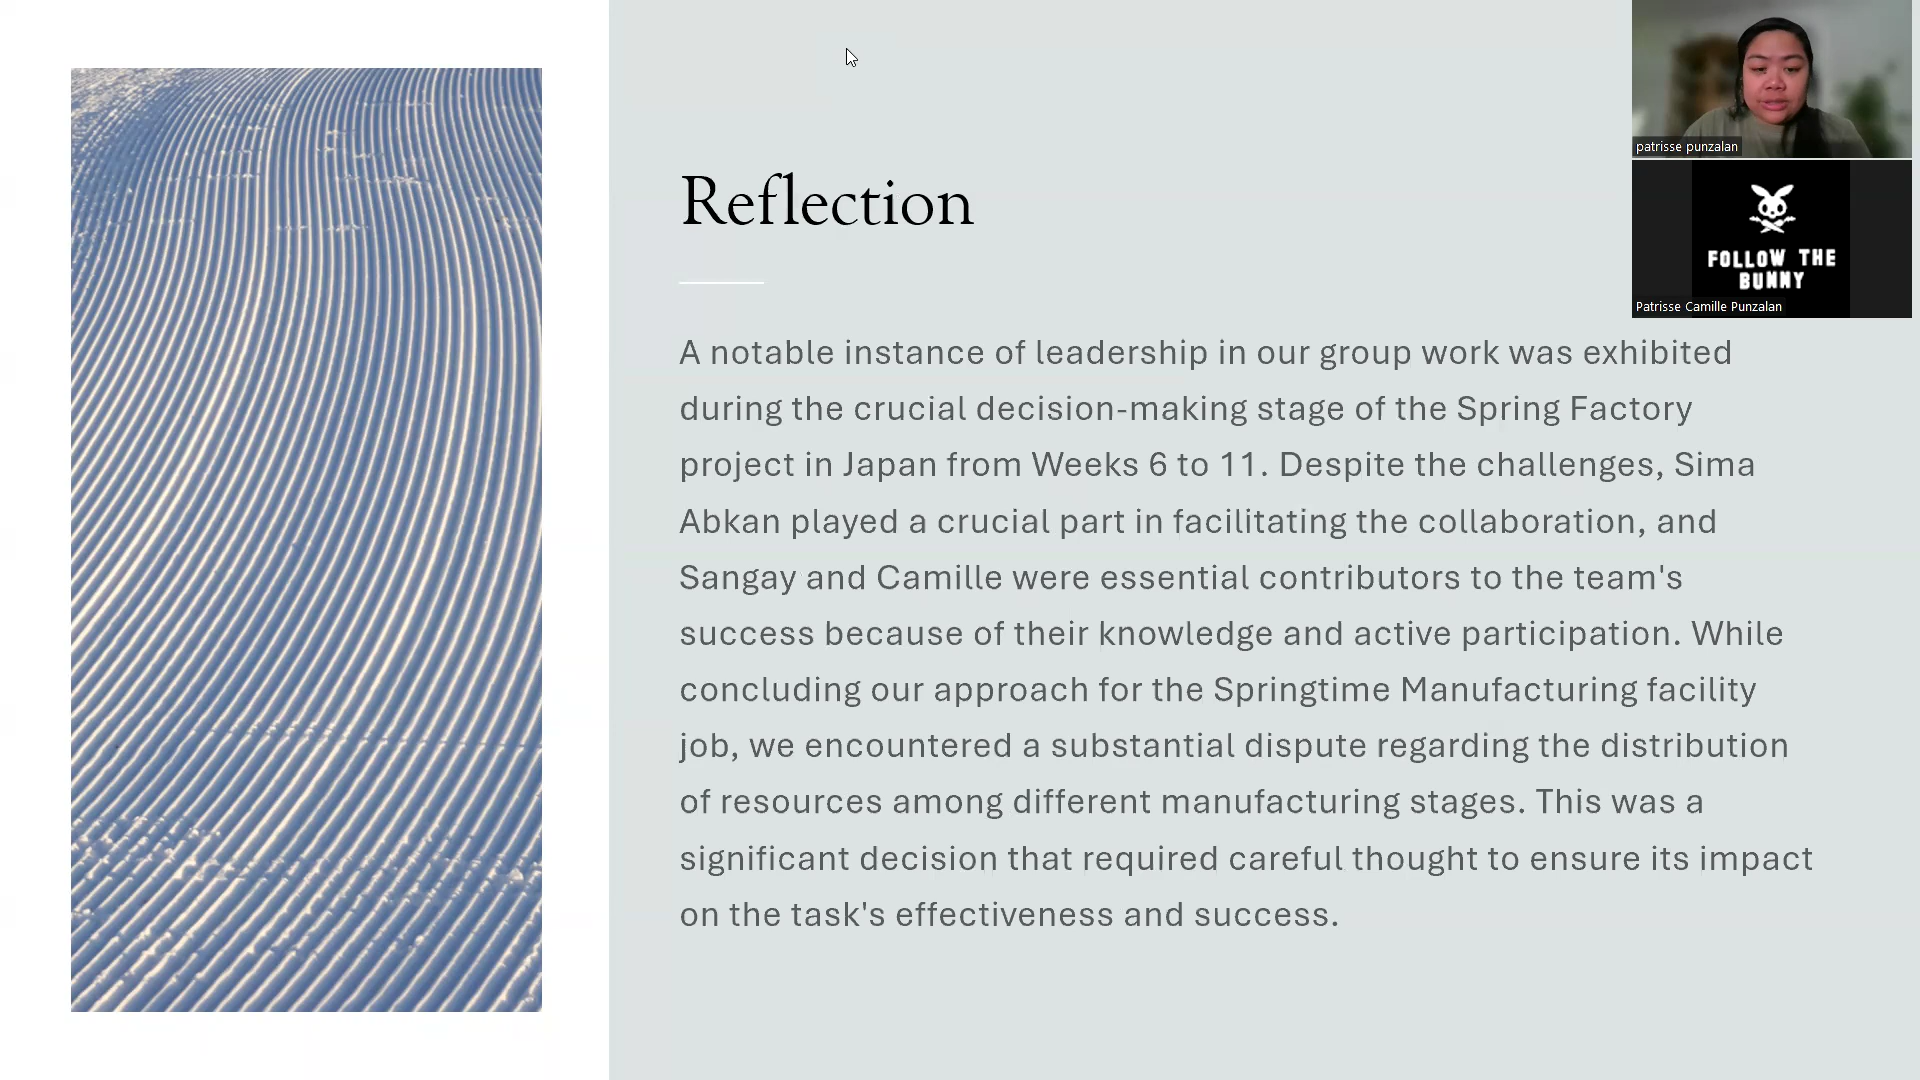 Reflection
A notable instance of leadership in our group work was exhibited
during the crucial decision-making stage of the Spring Factory
project in Japan from Weeks 6 to 11. Despite the challenges, Sima
Abkan played a crucial part in facilitating the collaboration, and
Sangay and Camille were essential contributors to the team's
success because of their knowledge and active participation. While
concluding our approach for the Springtime Manufacturing facility
job, we encountered a substantial dispute regarding the distribution
of resources among different manufacturing stages. This was a
significant decision that required careful thought to ensure its impact
on the task's effectiveness and success.
patrisse punzalan
FOLLOW THE
BUNNY
Patrisse Camille Punzalan